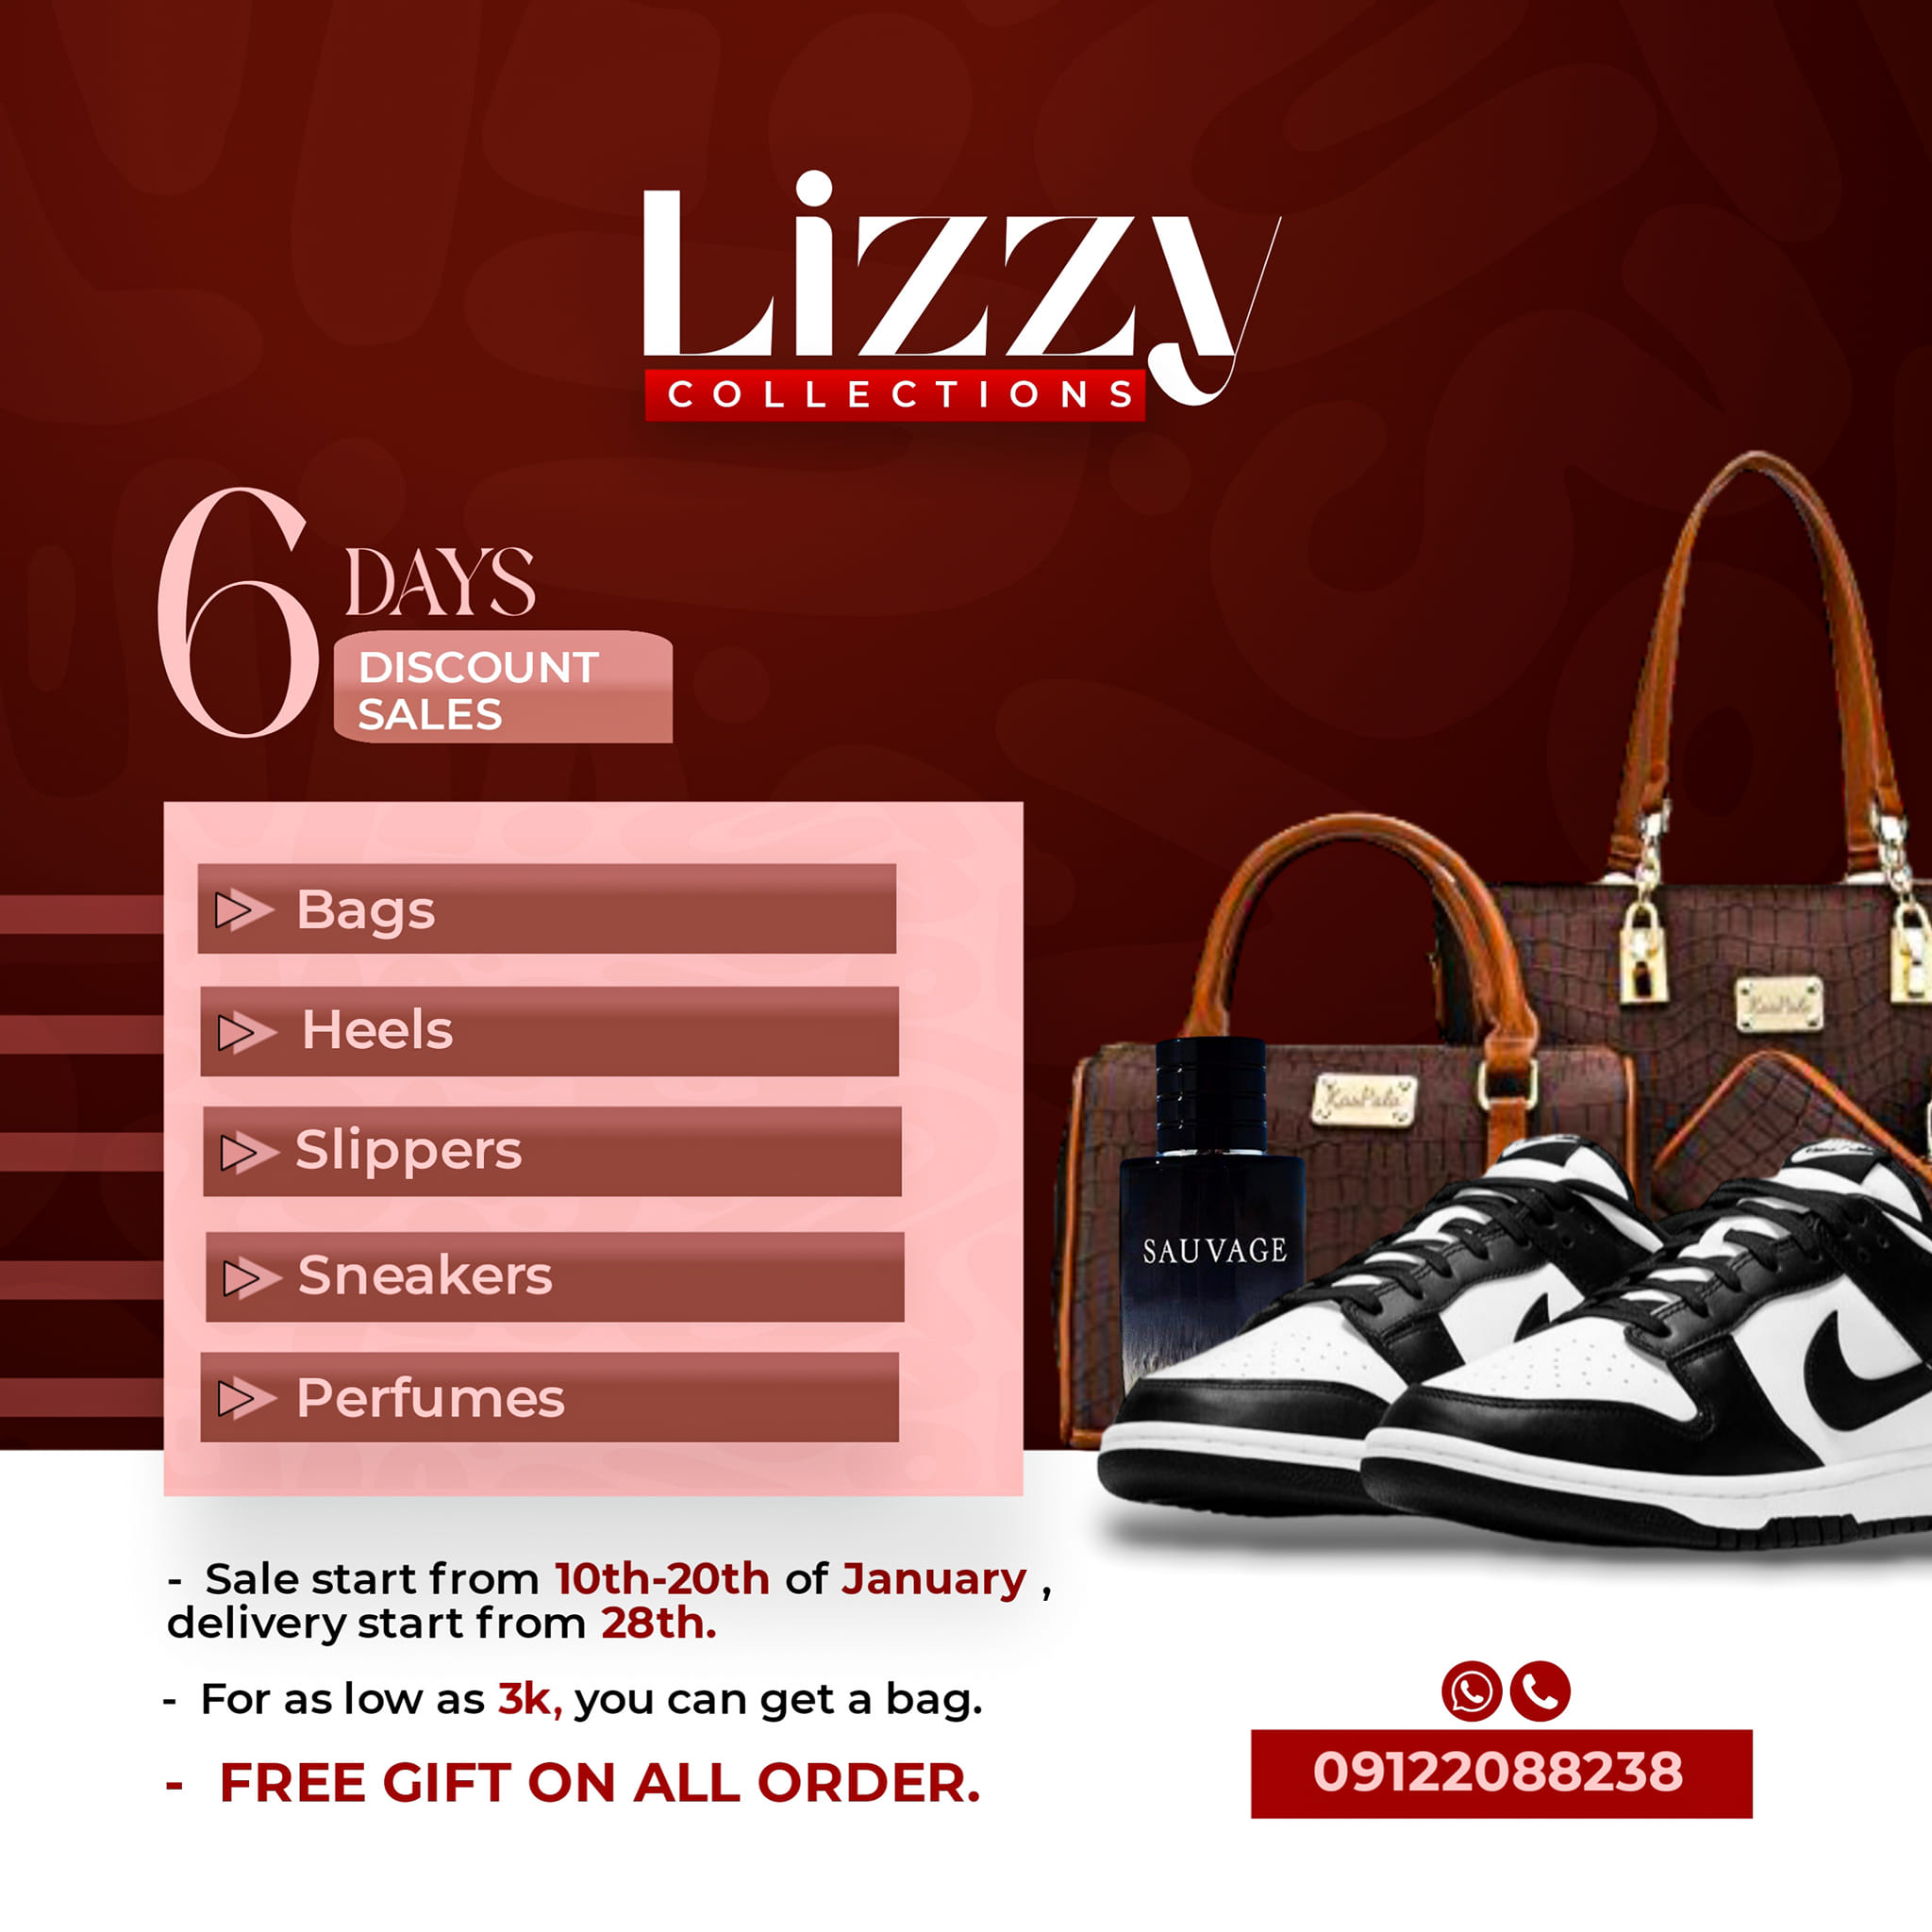 Lizzy
COLLECTIONS
6 DAYS
DISCOUNT
SALES
Bags
Heels
Slippers
Sneakers
Perfumes
SAUVAGE
- Sale start from 10th-20th of January ,
delivery start from 28th.
- For as low as 3k, you can get a bag.
- FREE GIFT ON ALL ORDER.
09122088238